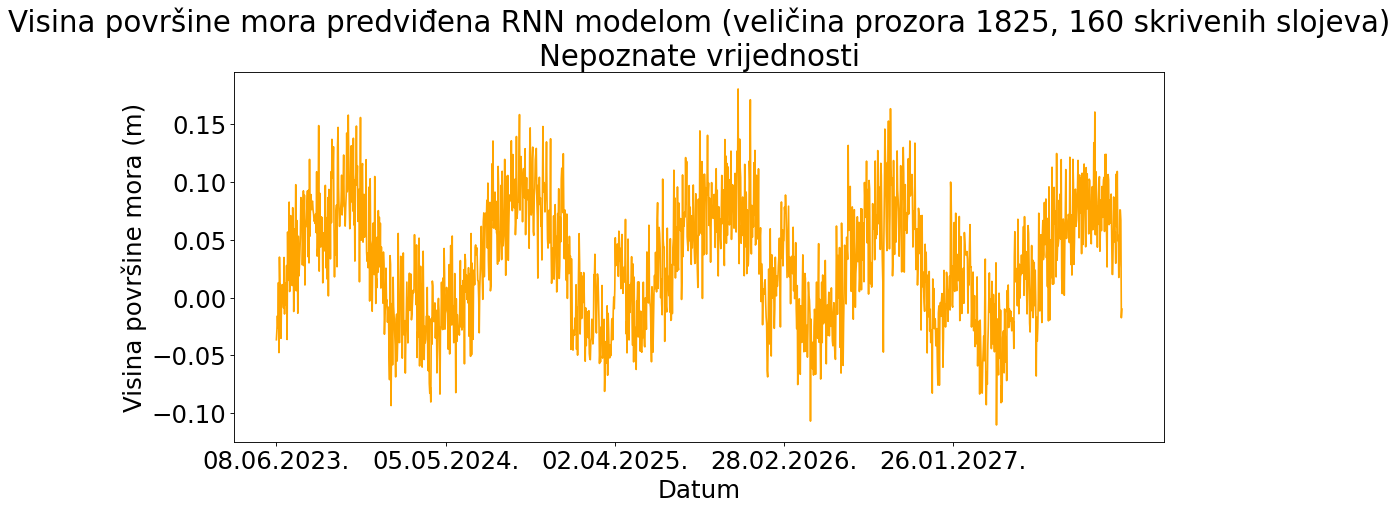 Visina površine mora predviđena RNN modelom (veličina prozora 1825, 160 skrivenih slojeva)
Nepoznate vrijednosti
Visina površine mora (m)
0.15
0.10
0.05
0.00
−0.05
−0.10
08.06.2023. 05.05.2024. 02.04.2025. 28.02.2026. 26.01.2027.
Datum